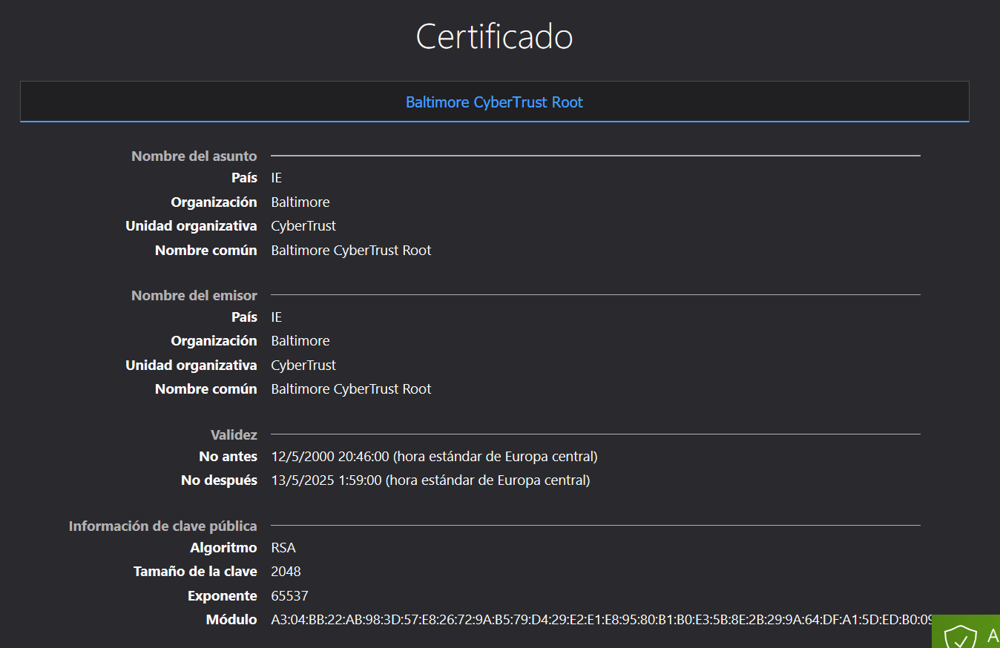 Certificado
Baltimore CyberTrust Root
Nombre del asunto
País IE
Organización Baltimore
Unidad organizativa CyberTrust
Nombre común Baltimore CyberTrust Root
Nombre del emisor
País IE
Organización Baltimore
Unidad organizativa CyberTrust
Nombre común Baltimore CyberTrust Root
Validez
No antes 12/5/2000 20:46:00 (hora estándar de Europa central)
No después 13/5/2025 1:59:00 (hora estándar de Europa central)
Información de clave pública
Algoritmo RSA
Tamaño de la clave 2048
Exponente 65537
Módulo A3:04:BB:22:AB:98:3D:57:E8:26:72:9A:B5:79:D4:29:E2:E1:E8:95:80:B1:B0:E3:5B:8E:2B:29:9A:64:DF:A1:5D:ED:B0:09
A